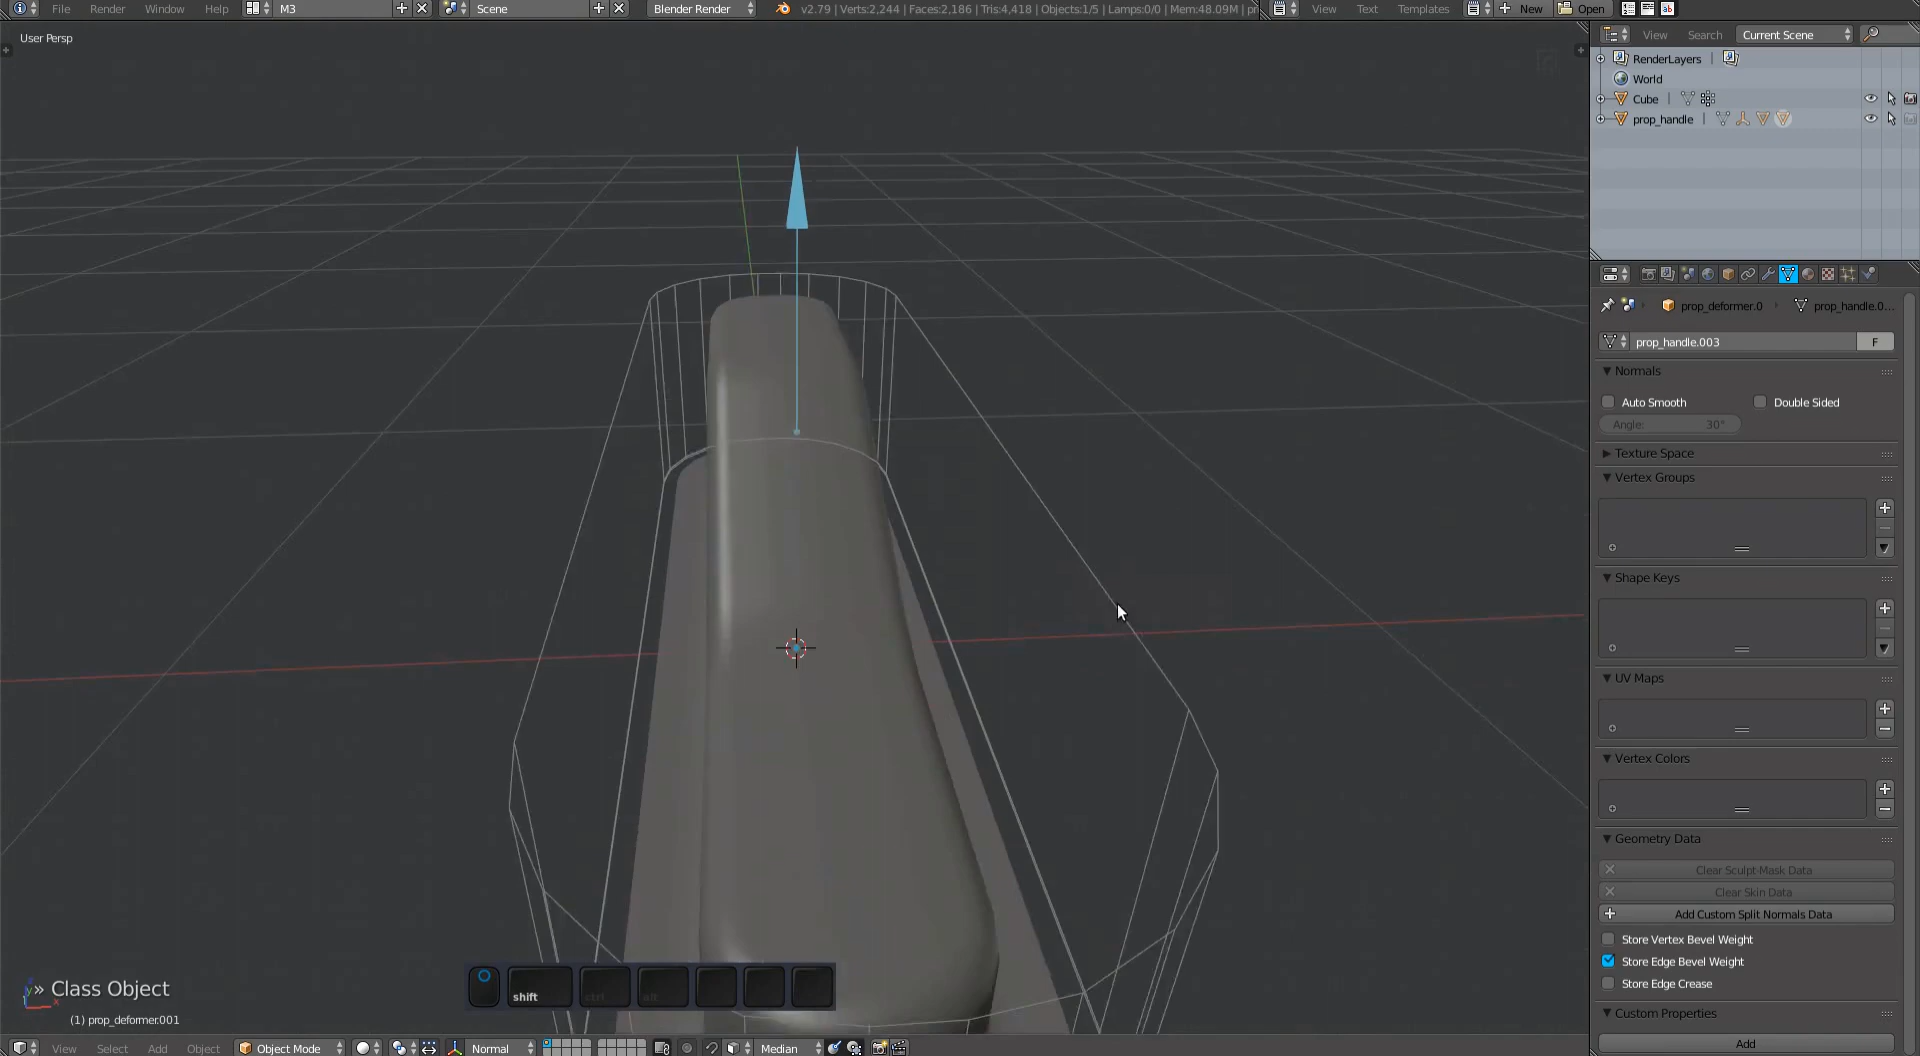 File Render Window Help M3 Scene Blender Render v2.79 | Verts:2,244 | Faces:2,186 | Tris:4,418 | Objects:1/5 | Lamps:0/0 | Mem:48.09M | View Text Templates New Open
User Persp
View Search Current Scene
RenderLayers
World
Cube
prop_handle
prop_deformer.0 prop_handle.0...
prop_handle.003 F
Normals
Auto Smooth Double Sided
Angle: 30°
Texture Space
Vertex Groups
Shape Keys
UV Maps
Vertex Colors
Geometry Data
Clear Sculpt-Mask Data
Clear Skin Data
Add Custom Split Normals Data
Store Vertex Bevel Weight
Store Edge Bevel Weight
Store Edge Crease
Custom Properties
Add
» Class Object
shift ctrl alt
(1) prop_deformer.001
View Select Add Object Object Mode Normal Median